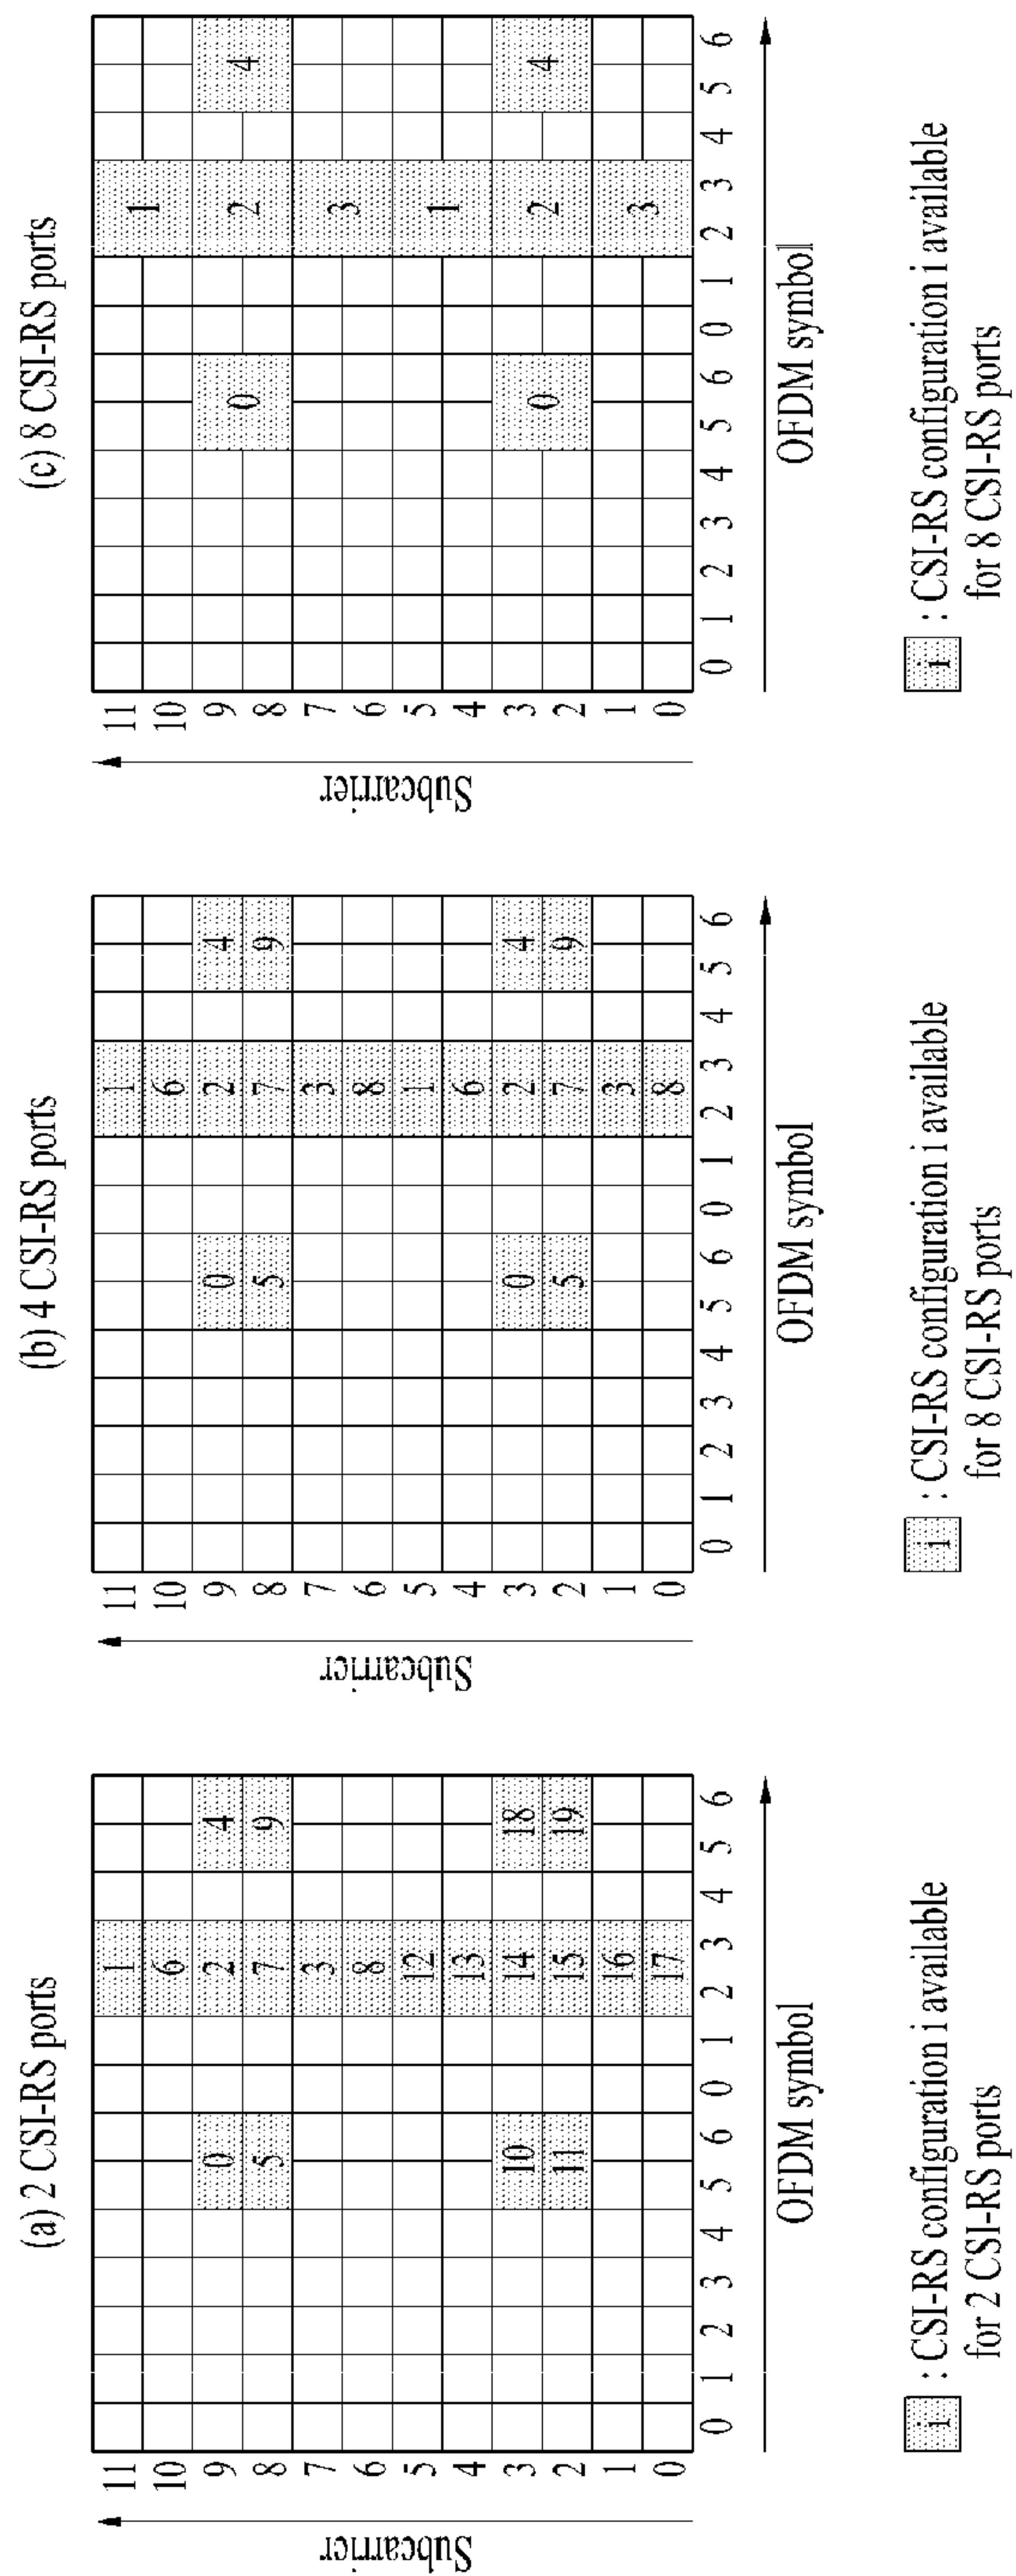 (a) 2 CSI-RS ports
Subcarrier
11 1
10 6
9 0 2 4
8 5 7 9
7 3
6 8
5 12
4 13
3 10 14 18
2 11 15 19
1 16
0 17
0 1 2 3 4 5 6 0 1 2 3 4 5 6
OFDM symbol
i : CSI-RS configuration i available
for 2 CSI-RS ports
(b) 4 CSI-RS ports
Subcarrier
11 1
10 6
9 0 2 4
8 5 7 9
7 3
6 8
5 1
4 6
3 0 2 4
2 5 7 9
1 3
0 8
0 1 2 3 4 5 6 0 1 2 3 4 5 6
OFDM symbol
i : CSI-RS configuration i available
for 8 CSI-RS ports
(c) 8 CSI-RS ports
Subcarrier
11
10
1
9
8
0 2 4
7
6
3
5
4
1
3
2
0 2 4
1
0
3
0 1 2 3 4 5 6 0 1 2 3 4 5 6
OFDM symbol
i : CSI-RS configuration i available
for 8 CSI-RS ports